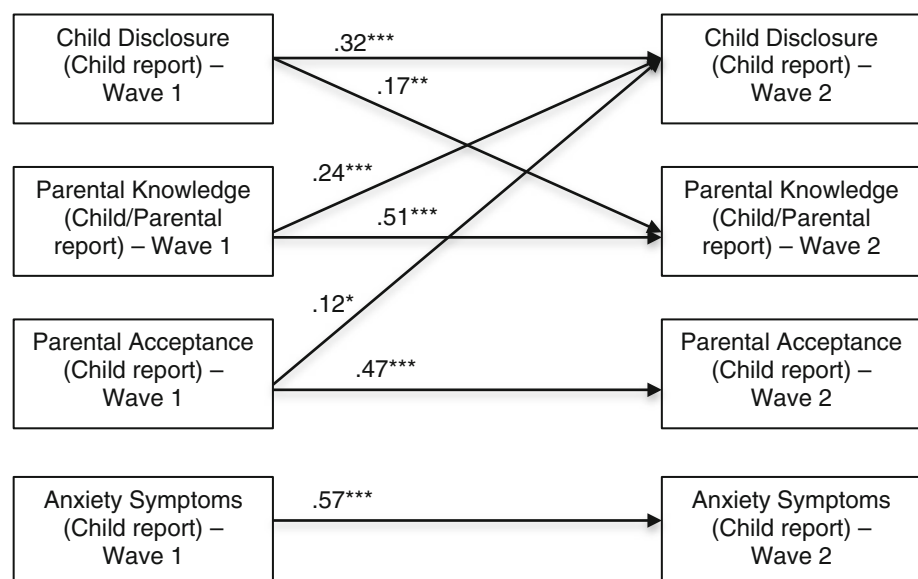 Child Disclosure
(Child report) –
Wave 1
.32***
Child Disclosure
(Child report) –
Wave 2
.17**
Parental Knowledge
(Child/Parental
report) – Wave 1
.24***
.51***
Parental Knowledge
(Child/Parental
report) – Wave 2
Parental Acceptance
(Child report) –
Wave 1
.12*
.47***
Parental Acceptance
(Child report) –
Wave 2
Anxiety Symptoms
(Child report) –
Wave 1
.57***
Anxiety Symptoms
(Child report) –
Wave 2